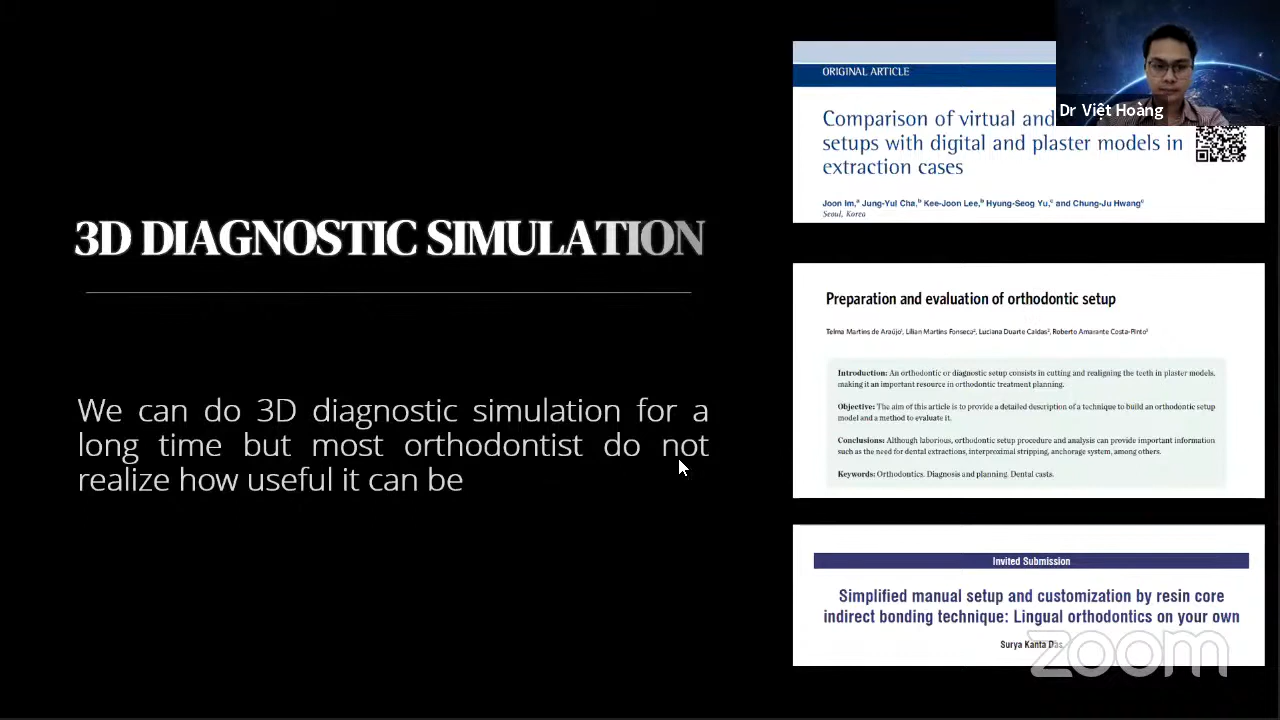 3D DIAGNOSTIC SIMULATION
We can do 3D diagnostic simulation for a
long time but most orthodontist do not
realize how useful it can be
ORIGINAL ARTICLE
Comparison of virtual and
setups with digital and plaster models in
extraction cases
Joon Im,a Jung-Yul Cha,b Kee-Joon Lee,b Hyung-Seog Yu,c and Chung-Ju Hwangc
Seoul, Korea
Dr Việt Hoàng
Preparation and evaluation of orthodontic setup
Telma Martins de Araújo1, Lílian Martins Fonseca2, Luciana Duarte Caldas2, Roberto Amarante Costa-Pinto3
Introduction: An orthodontic or diagnostic setup consists in cutting and realigning the teeth in plaster models,
making it an important resource in orthodontic treatment planning.
Objective: The aim of this article is to provide a detailed description of a technique to build an orthodontic setup
model and a method to evaluate it.
Conclusions: Although laborious, orthodontic setup procedure and analysis can provide important information
such as the need for dental extractions, interproximal stripping, anchorage system, among others.
Keywords: Orthodontics. Diagnosis and planning. Dental casts.
Invited Submission
Simplified manual setup and customization by resin core
indirect bonding technique: Lingual orthodontics on your own
Surya Kanta Das
zoom